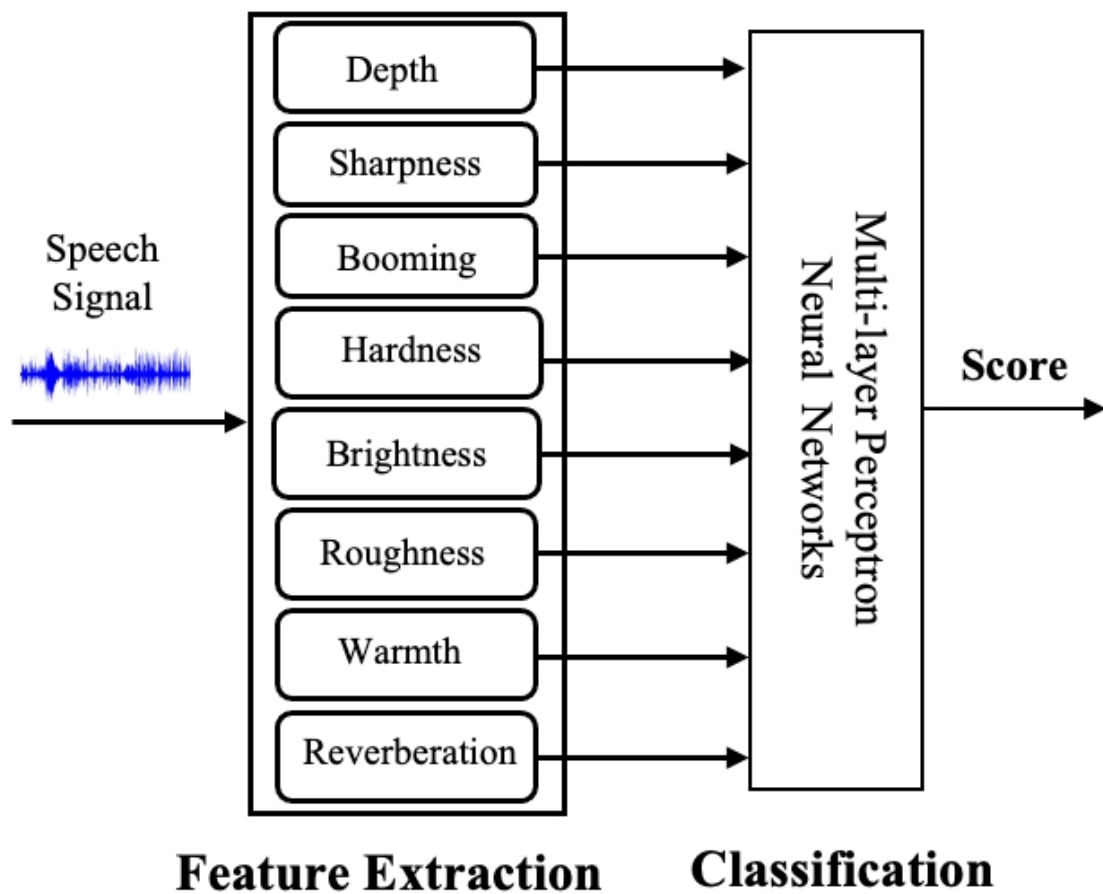 Speech
Signal
Depth
Sharpness
Booming
Hardness
Brightness
Roughness
Warmth
Reverberation
Multi-layer Perceptron
Neural Networks
Score
Feature Extraction
Classification